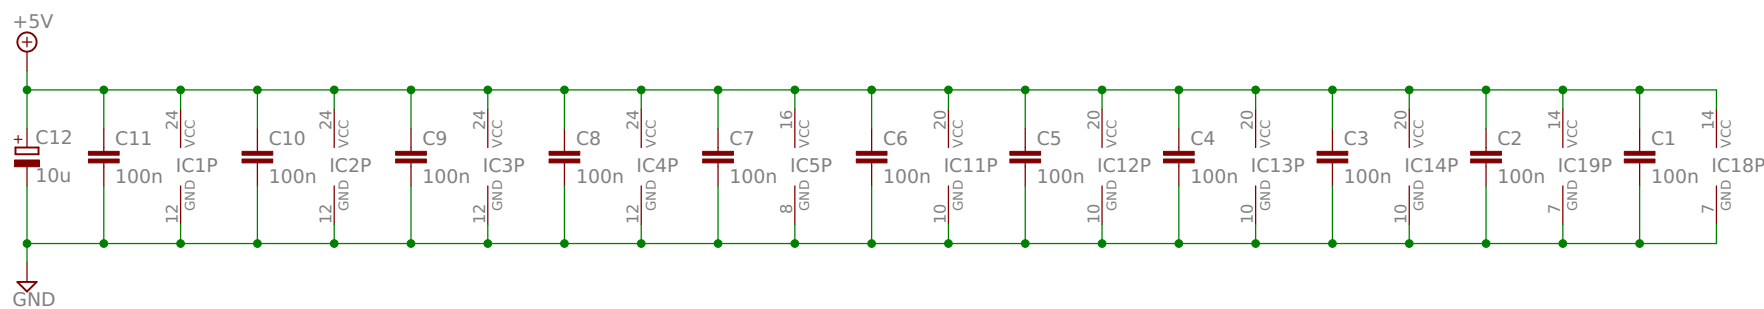 +5V
24 24 24 24 16 20 20 20 20 14 14
VCC VCC VCC VCC VCC VCC VCC VCC VCC VCC VCC
+ C12 C11 C10 C9 C8 C7 C6 C5 C4 C3 C2 C1
IC1P IC2P IC3P IC4P IC5P IC11P IC12P IC13P IC14P IC19P IC18P
10u 100n 100n 100n 100n 100n 100n 100n 100n 100n 100n 100n
GND GND GND GND GND GND GND GND GND GND GND
12 12 12 12 8 10 10 10 10 7 7
GND